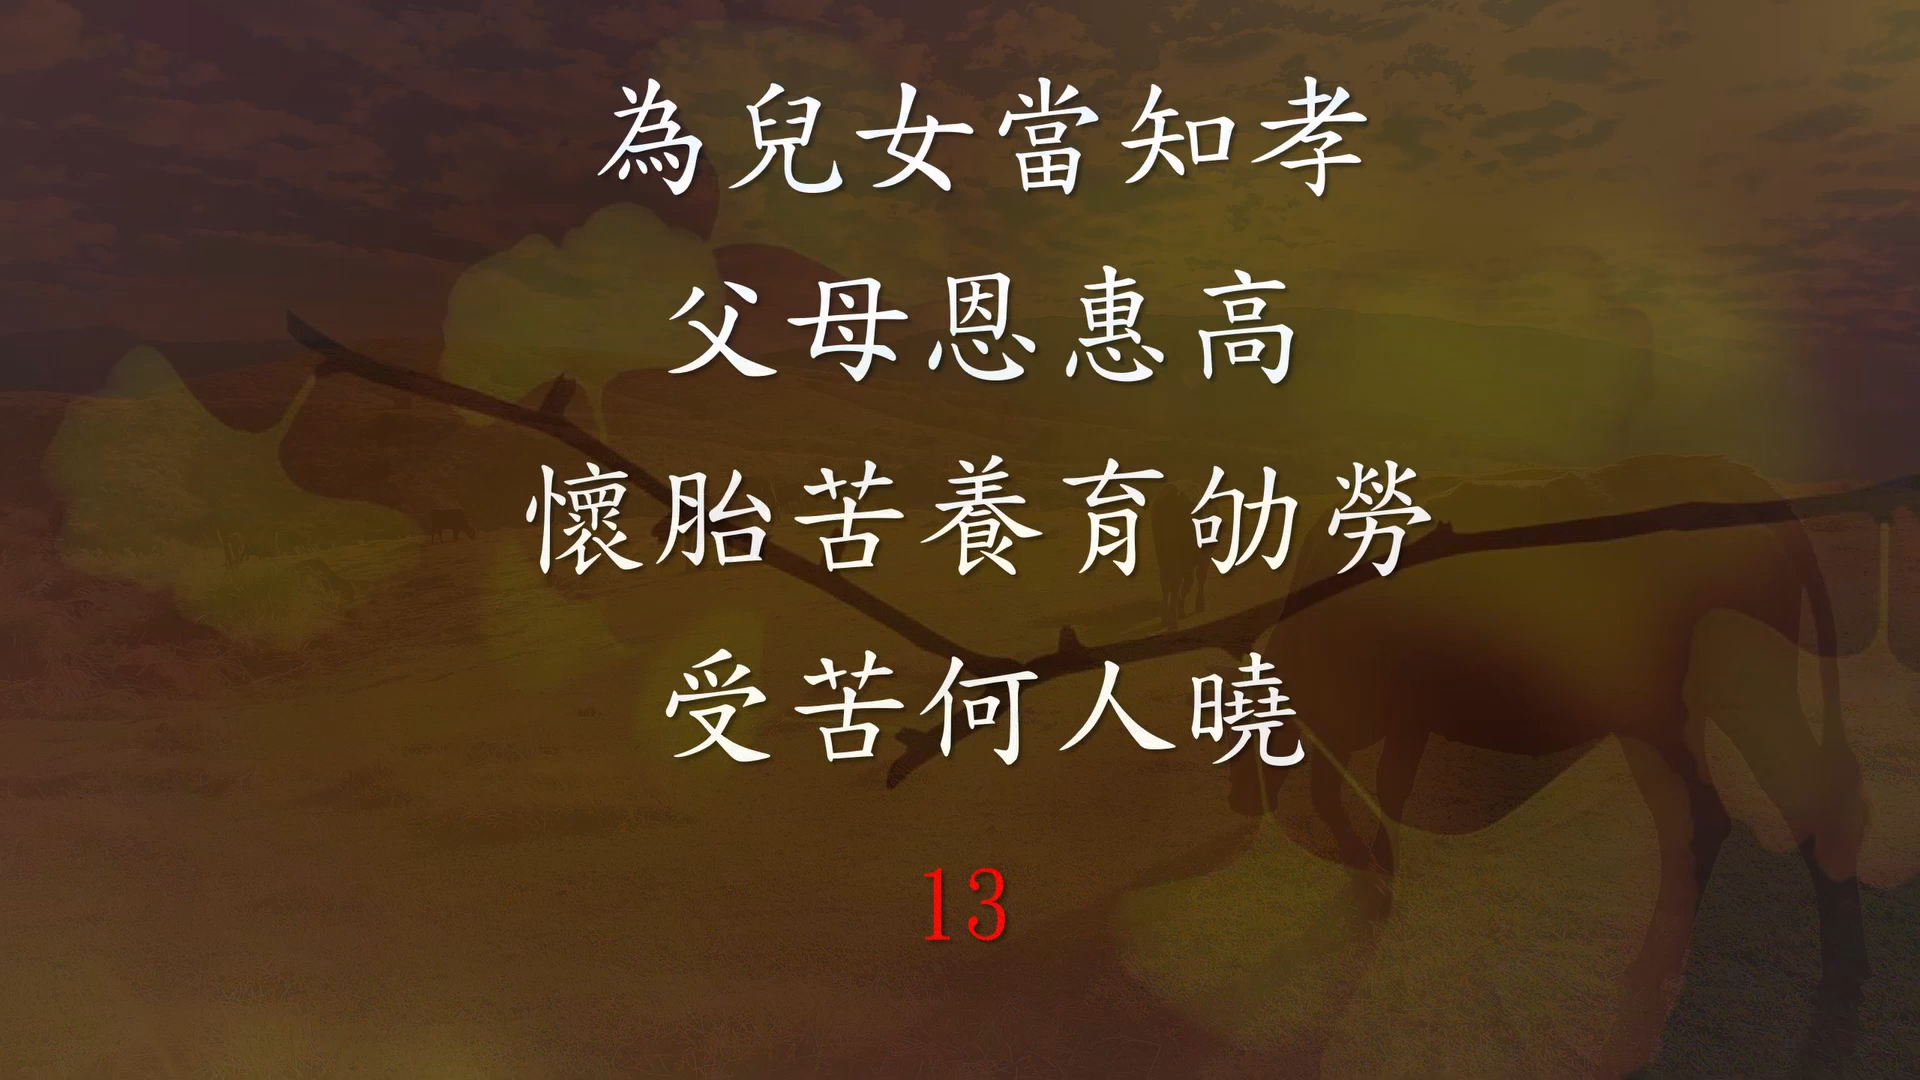 為兒女當知孝
父母恩惠高
懷胎苦養育劬勞
受苦何人曉
13